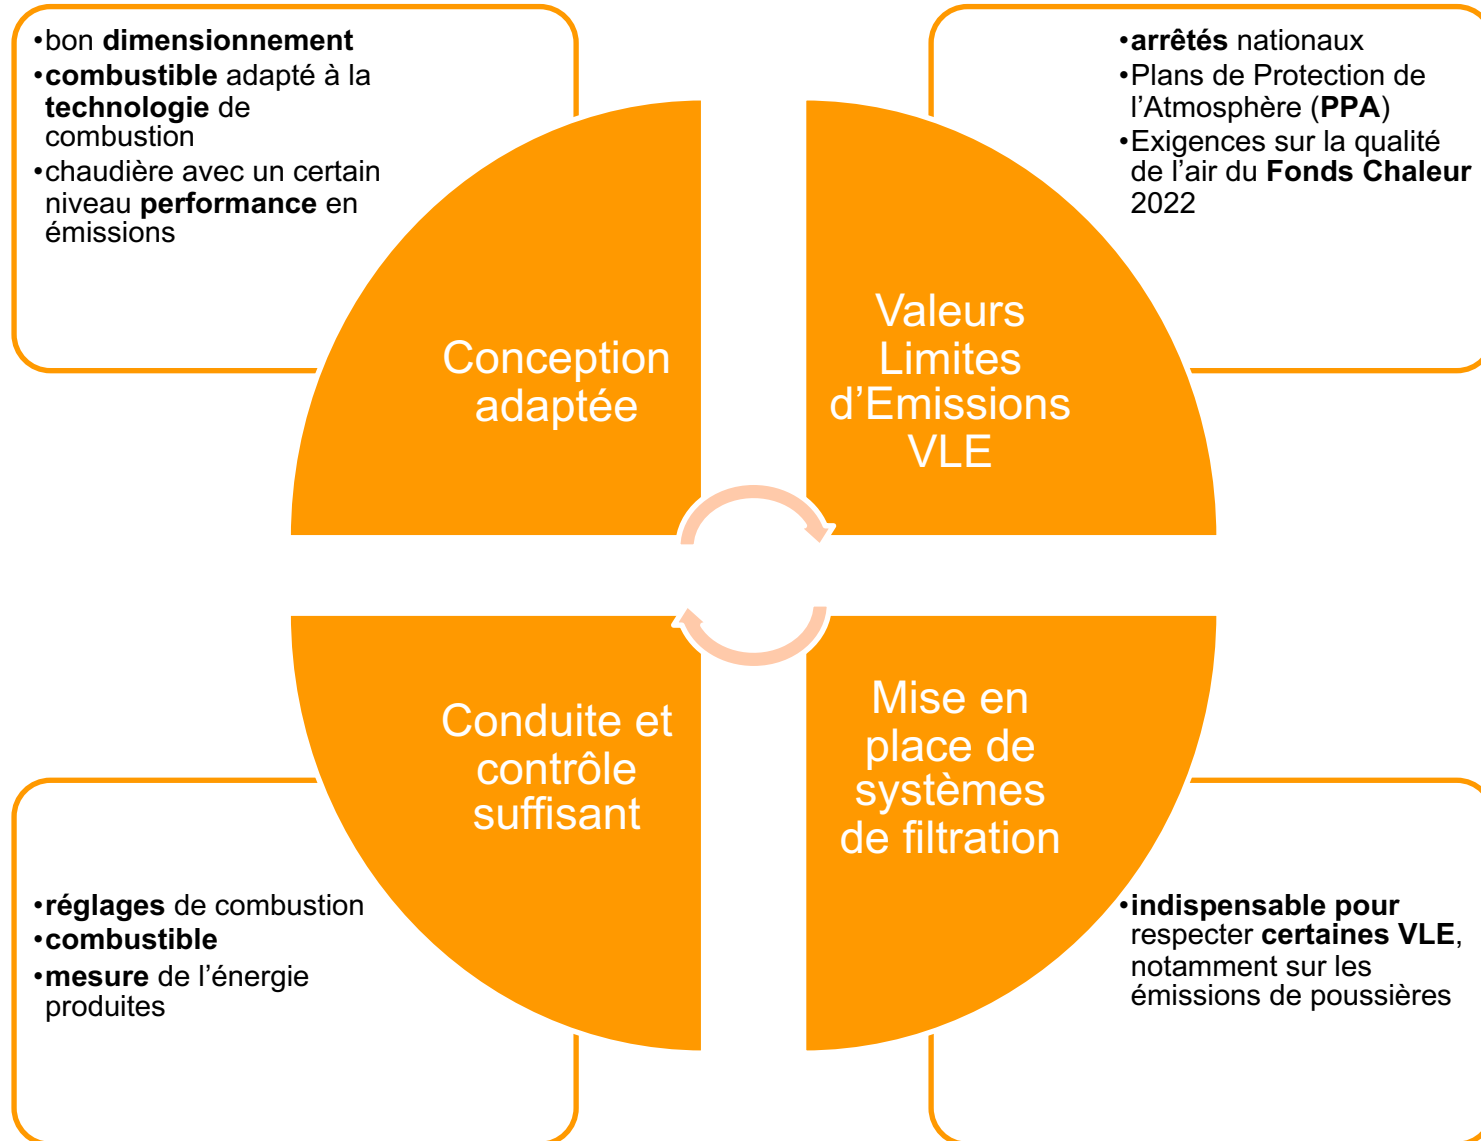 •bon dimensionnement
•combustible adapté à la
technologie de
combustion
•chaudière avec un certain
niveau performance en
émissions
•arrêtés nationaux
•Plans de Protection de
l’Atmosphère (PPA)
•Exigences sur la qualité
de l’air du Fonds Chaleur
2022
Conception
adaptée
Valeurs
Limites
d’Emissions
VLE
Conduite et
contrôle
suffisant
Mise en
place de
systèmes
de filtration
•réglages de combustion
•combustible
•mesure de l’énergie
produites
•indispensable pour
respecter certaines VLE,
notamment sur les
émissions de poussières